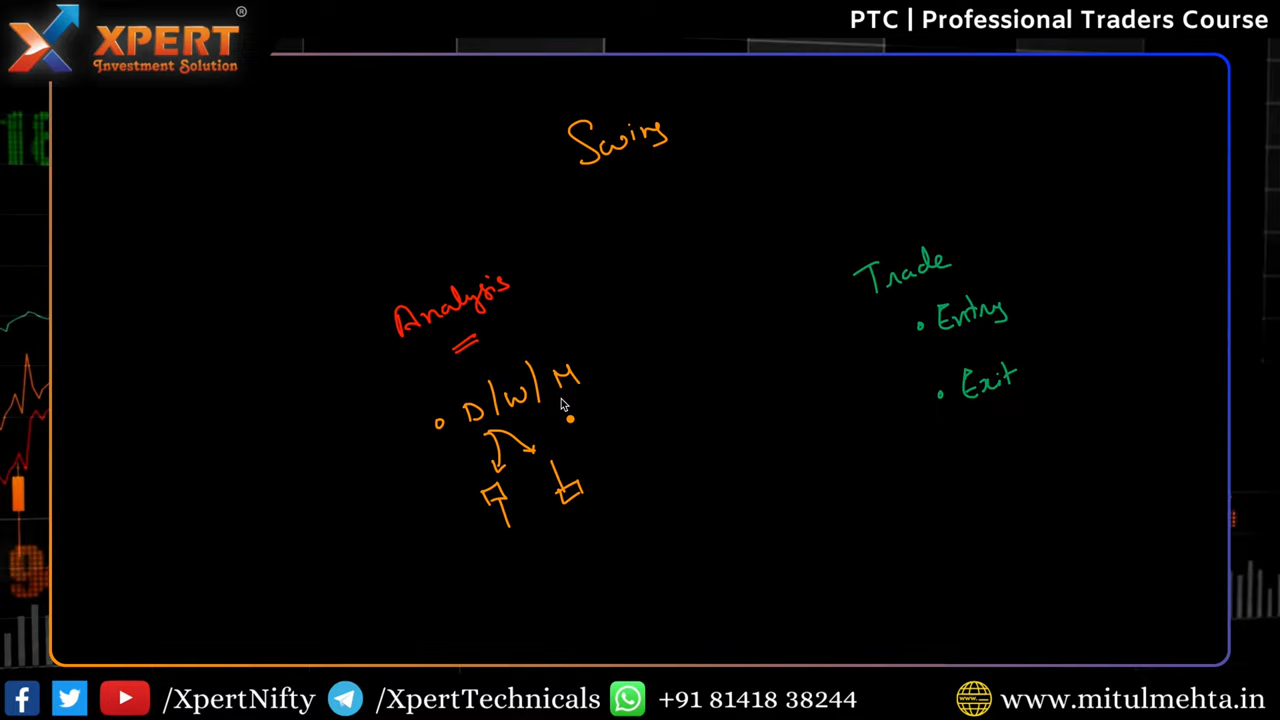 XPERT®
Investment Solution
PTC | Professional Traders Course
Swing
Analysis
D/W/M
Trade
• Entry
• Exit
/XpertNifty
/XpertTechnicals
+91 81418 38244
www.mitulmehta.in